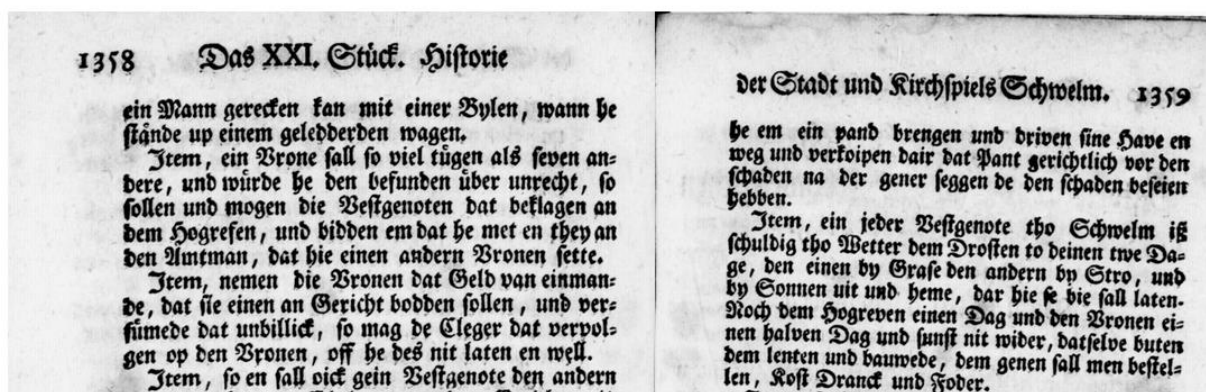 1358 Das XXI. Stück. Historie
ein Mann gerecken kan mit einer Bylen, wann he
stände up einem geledderden wagen.
Item, ein Vrone sall so viel tügen als seven an=
dere, und würde he den befunden über unrecht, so
sollen und mogen die Vestgenoten dat beklagen an
dem Hogrefen, und bidden em dat he met en they an
den Amtman, dat hie einen andern Vronen sette.
Item, nemen die Vronen dat Geld van einman=
de, dat sie einen an Gericht bodden sollen, und ver=
sümede dat unbillick, so mag de Cleger dat vervol=
gen op den Vronen, off he des nit laten en well.
Item, so en sall oick gein Vestgenote den andern
der Stadt und Kirchspiels Schwelm. 1359
he em ein pand brengen und driven sine Have en
weg und verkoipen dair dat Pant gerichtlich vor den
schaden na der gener seggen de den schaden beseien
hebben.
Item, ein jeder Vestgenote tho Schwelm iß
schuldig tho Wetter dem Drosten to deinen twe Da=
ge, den einen by Grase den andern by Stro, und
by Sonnen uit und heme, dar hie se bie sall laten.
Noch dem Hogreven einen Dag und den Vronen ei=
nen halven Dag und sunst nit wider, datselve buten
dem lenten und bauwede, dem genen sall men bestel=
len, Kost Dranck und Foder.